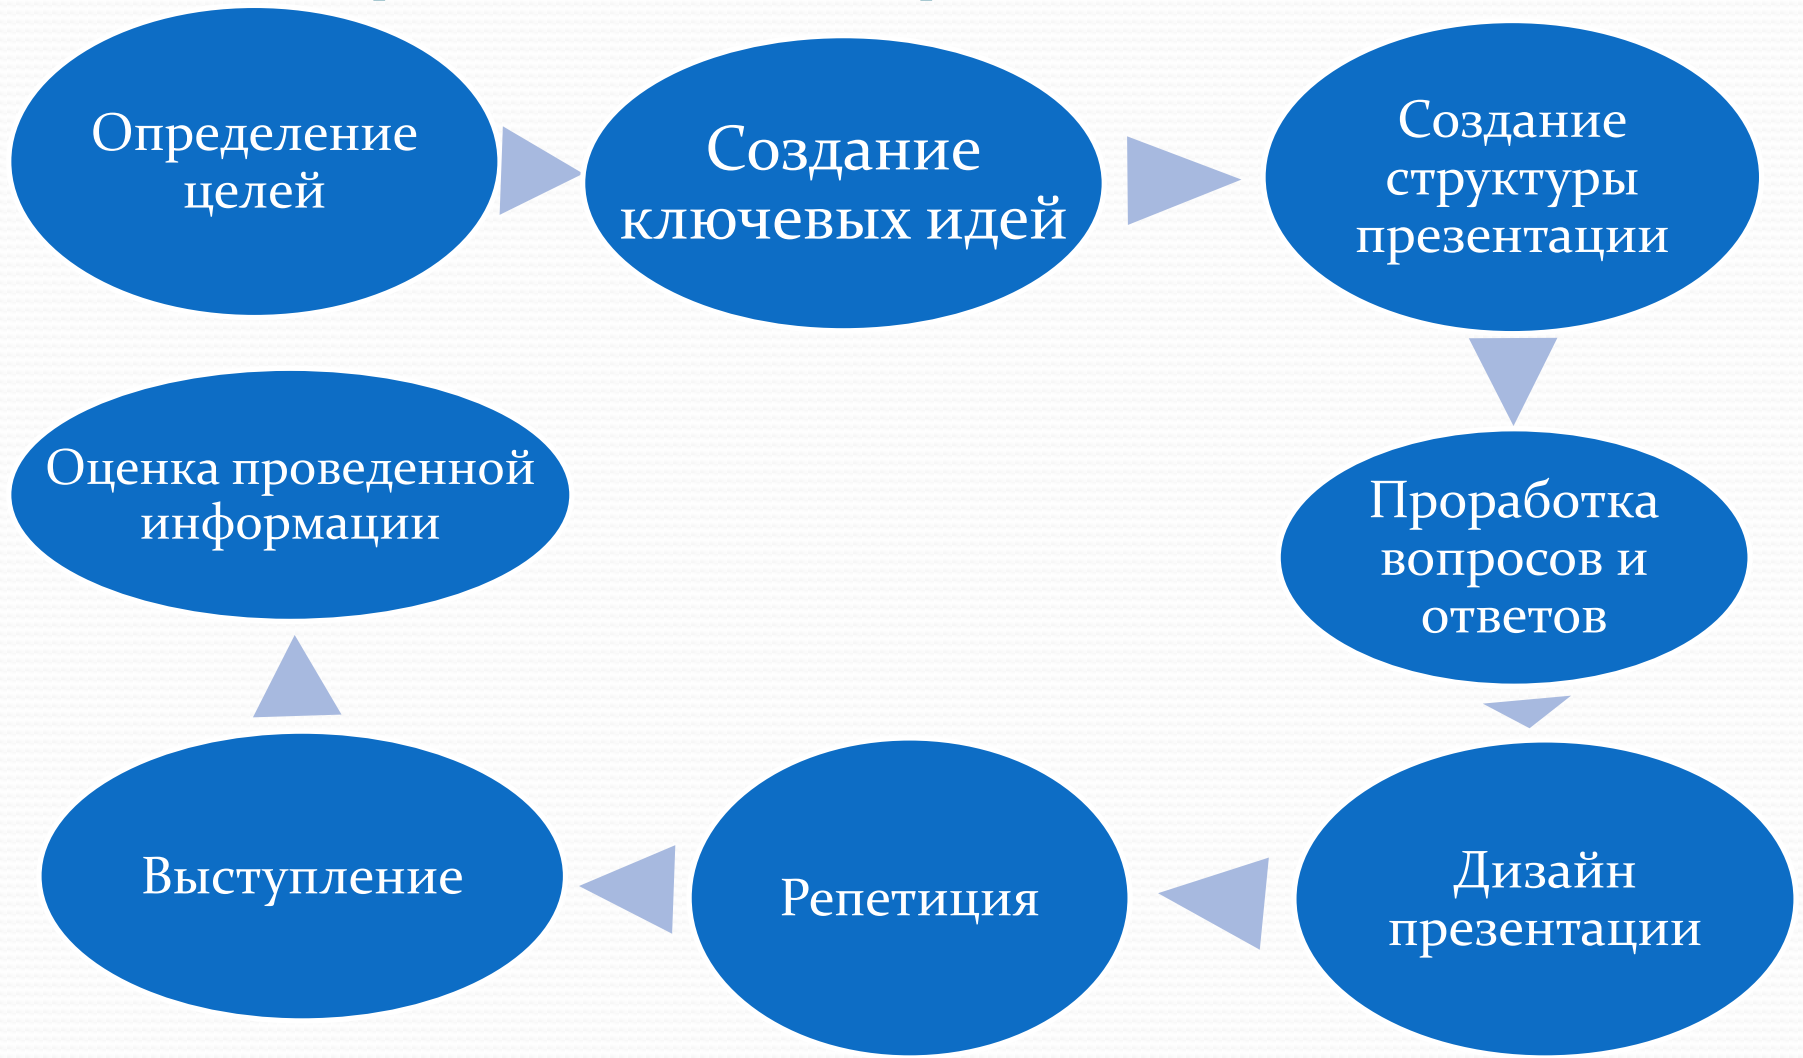 Определение
целей
Создание
ключевых идей
Создание
структуры
презентации
Проработка
вопросов и
ответов
Дизайн
презентации
Репетиция
Выступление
Оценка проведенной
информации